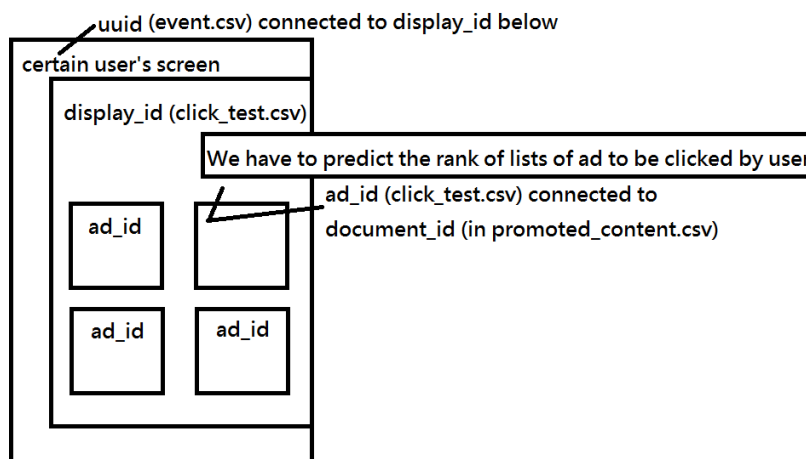 uuid (event.csv) connected to display_id below
certain user's screen
display_id (click_test.csv)
We have to predict the rank of lists of ad to be clicked by user
ad_id (click_test.csv) connected to
document_id (in promoted_content.csv)
ad_id
ad_id
ad_id